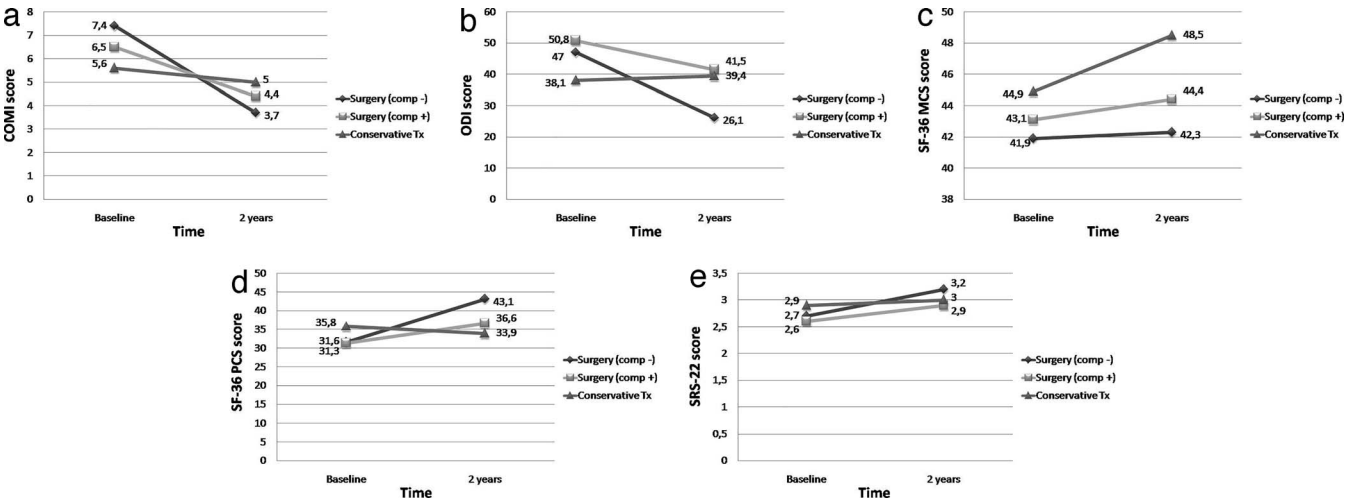 a
COMI score
8
7
6
5
4
3
2
1
0
7,4
6,5
5,6
5
4,4
3,7
Baseline
2 years
Time
Surgery (comp -)
Surgery (comp +)
Conservative Tx
b
ODI score
60
50
40
30
20
10
0
50,8
47
38,1
41,5
39,4
26,1
Baseline
2 years
Time
Surgery (comp -)
Surgery (comp +)
Conservative Tx
c
SF-36 MCS score
50
48
46
44
42
40
38
44,9
43,1
41,9
48,5
44,4
42,3
Baseline
2 years
Time
Surgery (comp -)
Surgery (comp +)
Conservative Tx
d
SF-36 PCS score
50
45
40
35
30
25
20
15
10
5
0
35,8
31,6
31,3
43,1
36,6
33,9
Baseline
2 years
Time
Surgery (comp -)
Surgery (comp +)
Conservative Tx
e
SRS-22 score
3,5
3
2,5
2
1,5
1
0,5
0
2,9
2,7
2,6
3,2
3
2,9
Baseline
2 years
Time
Surgery (comp -)
Surgery (comp +)
Conservative Tx